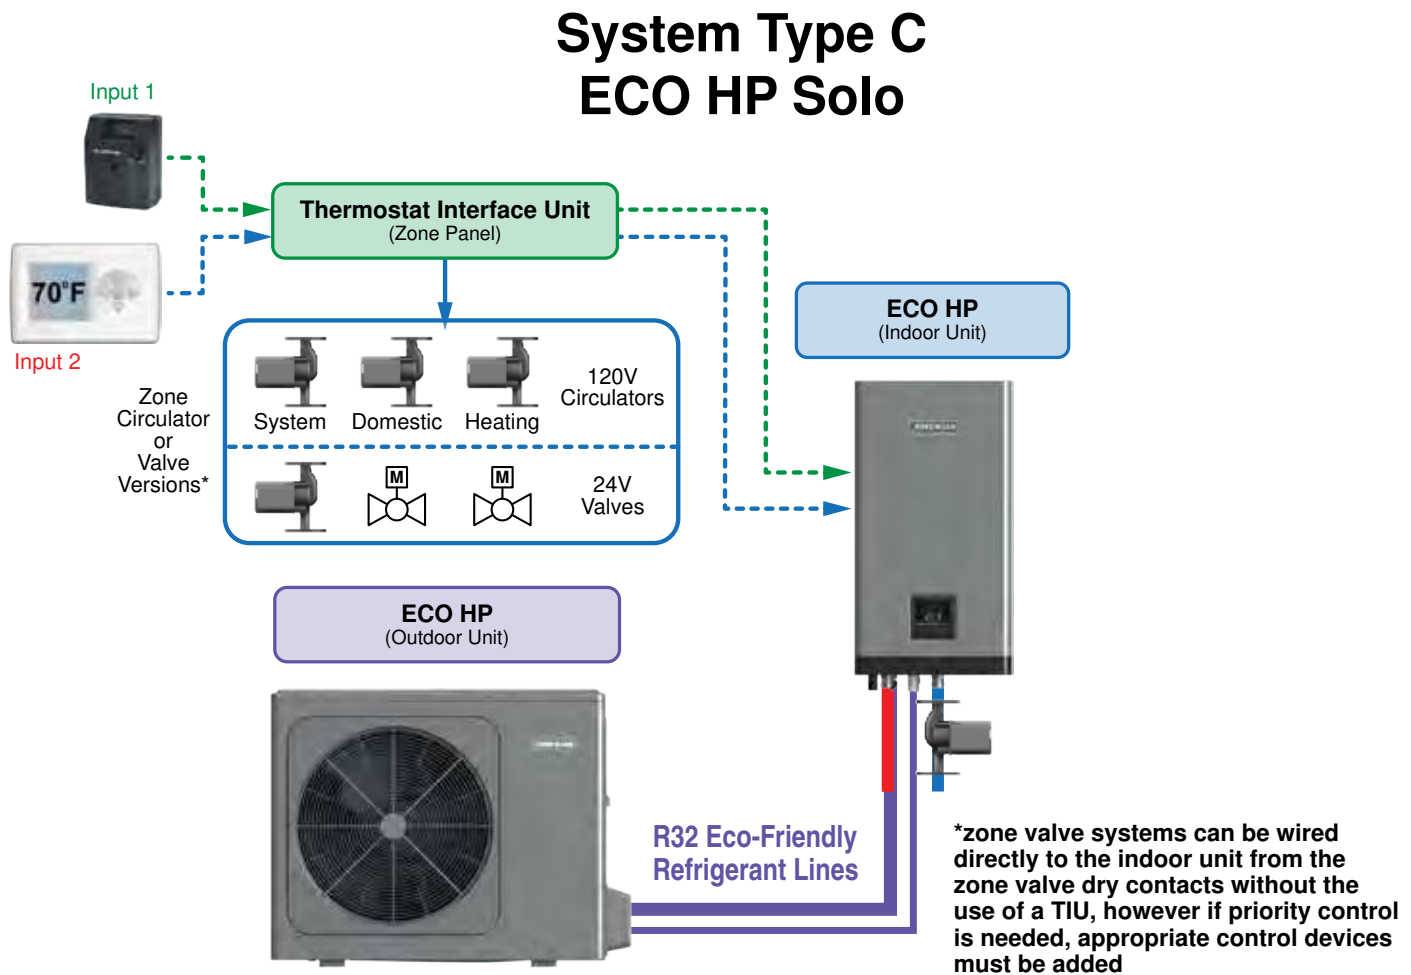 System Type C
ECO HP Solo
Input 1
Thermostat Interface Unit
(Zone Panel)
70°F
Input 2
ECO HP
(Indoor Unit)
Zone
Circulator
or
Valve
Versions*
System
Domestic
Heating
120V
Circulators
M
M
24V
Valves
ECO HP
(Outdoor Unit)
R32 Eco-Friendly
Refrigerant Lines
*zone valve systems can be wired
directly to the indoor unit from the
zone valve dry contacts without the
use of a TIU, however if priority control
is needed, appropriate control devices
must be added